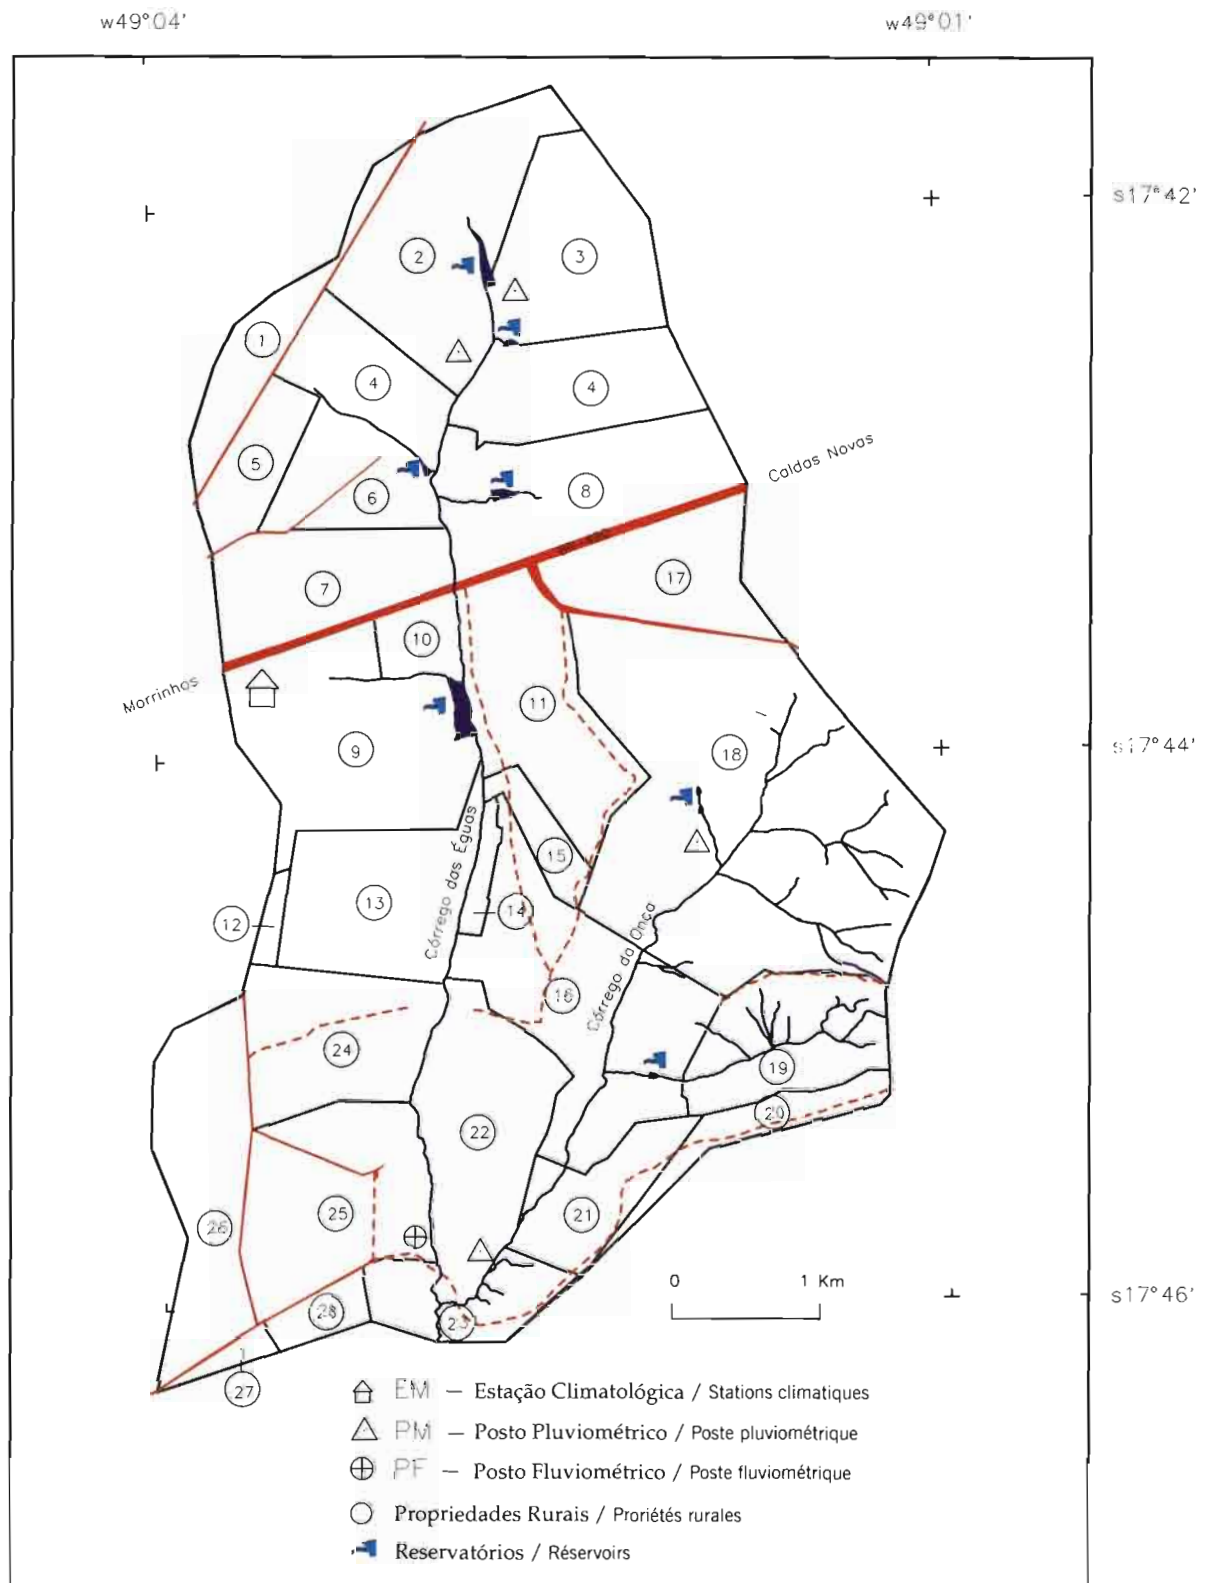 w49°04'
w49°01'
s17°42'
2
3
1
4
4
5
Caldas Novas
6
8
17
7
10
Morrinhos
11
9
18
s17°44'
15
Córrego das Éguas
13
14
12
Córrego da Onça
16
24
19
20
22
21
25
26
0 1 Km
s17°46'
28
23
27
EM – Estação Climatológica / Stations climatiques
PM – Posto Pluviométrico / Poste pluviométrique
PF – Posto Fluviométrico / Poste fluviométrique
Propriedades Rurais / Proriétés rurales
Reservatórios / Réservoirs